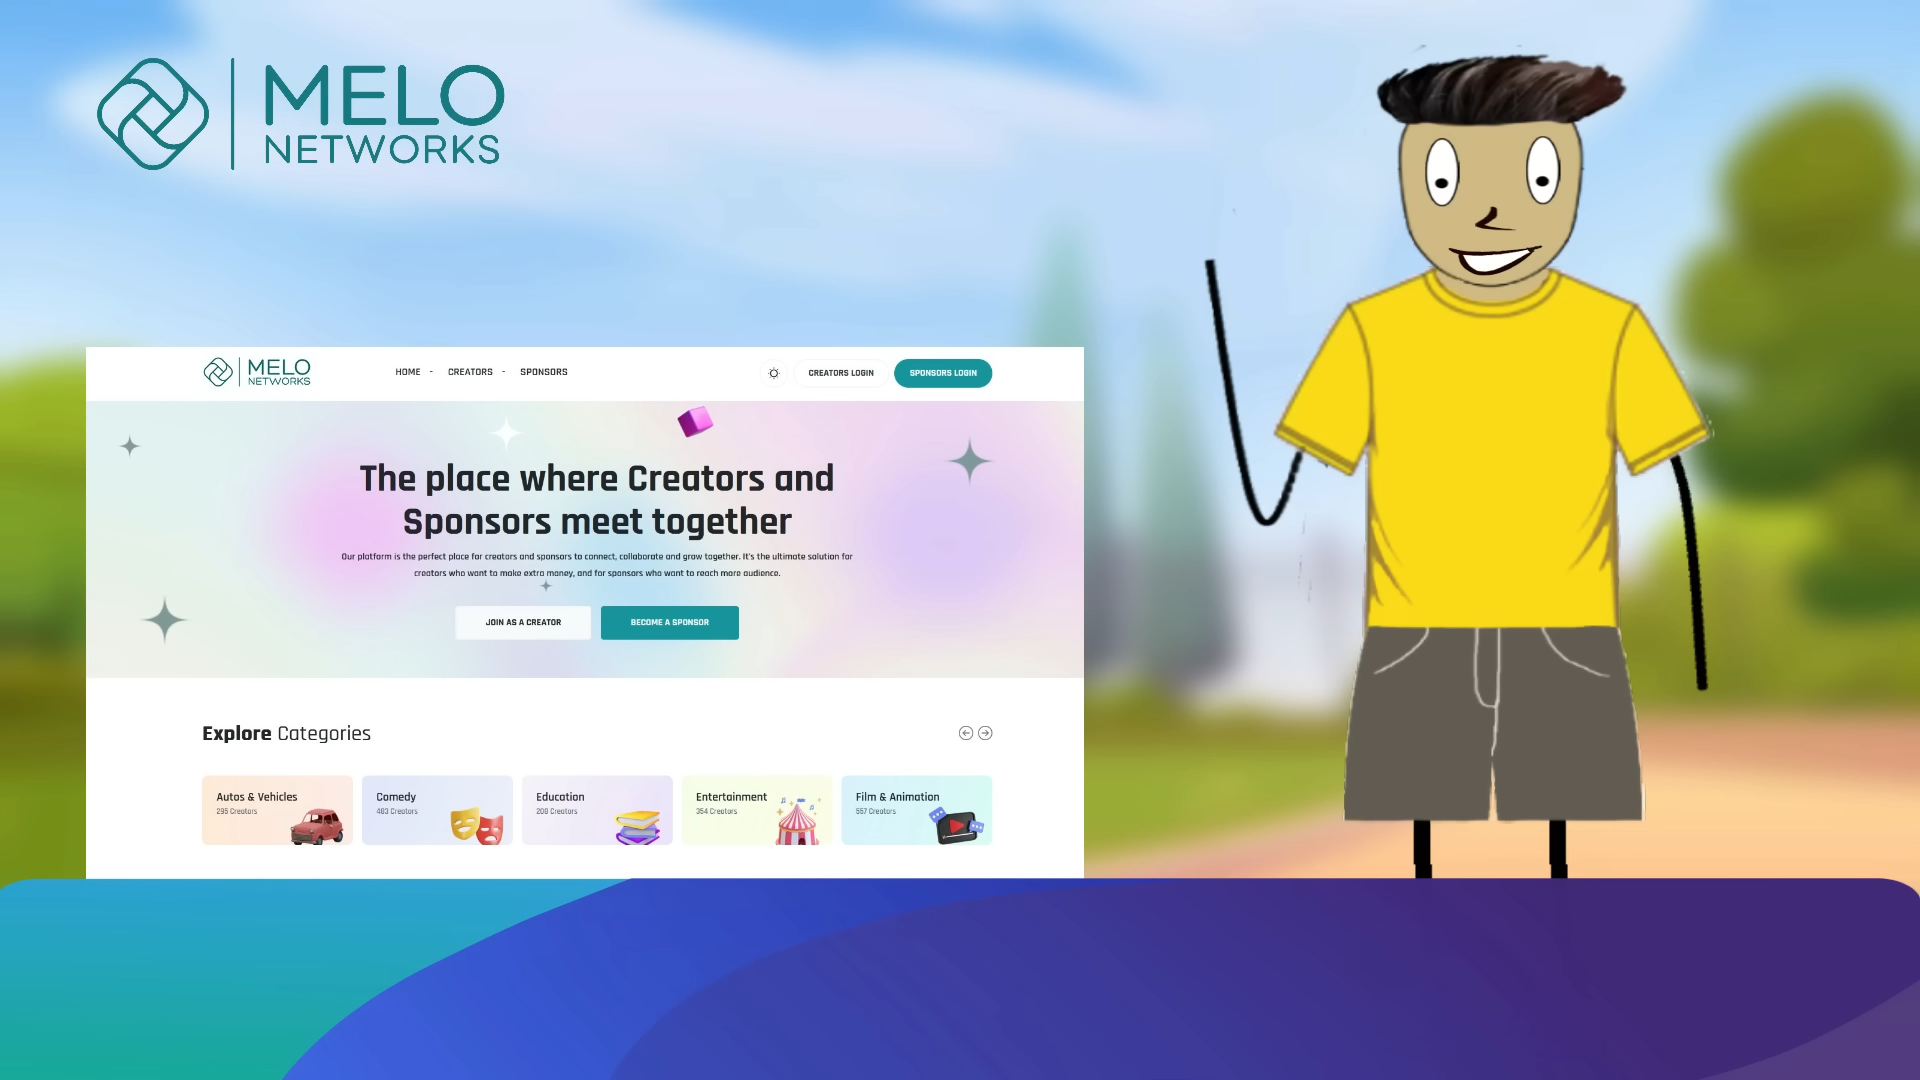 MELO
NETWORKS
MELO
NETWORKS
HOME - CREATORS - SPONSORS
CREATORS LOGIN
SPONSORS LOGIN
The place where Creators and
Sponsors meet together
Our platform is the perfect place for creators and sponsors to connect, collaborate and grow together. It's the ultimate solution for
creators who want to make extra money, and for sponsors who want to reach more audience.
JOIN AS A CREATOR
BECOME A SPONSOR
Explore Categories
Autos & Vehicles
295 Creators
Comedy
483 Creators
Education
208 Creators
Entertainment
354 Creators
Film & Animation
557 Creators